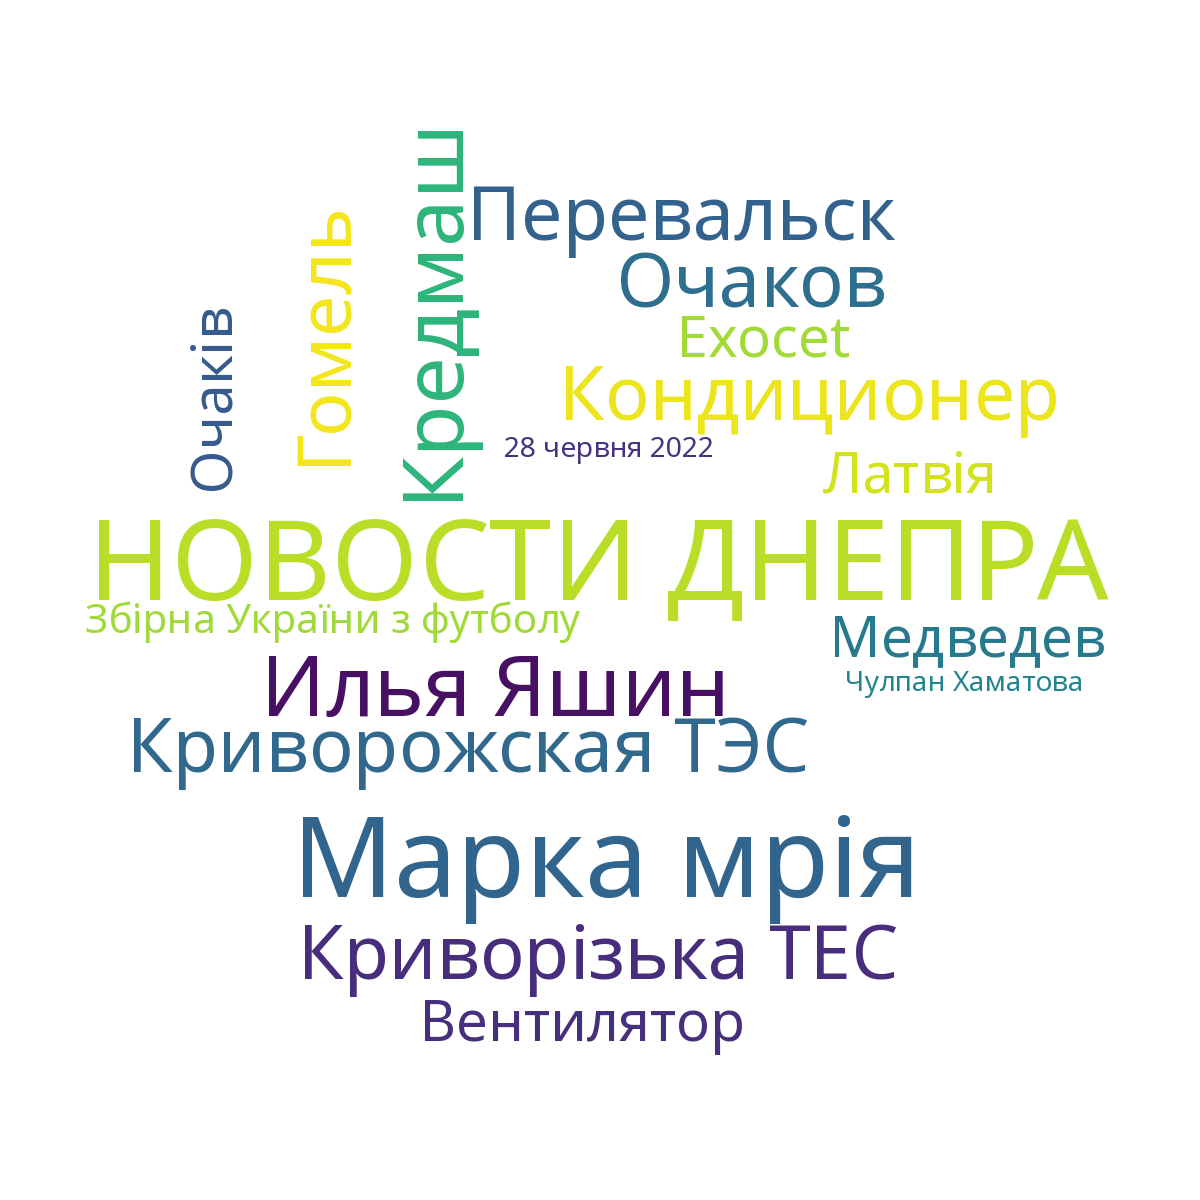 Кредмаш
Перевальск
Гомель
Очаков
Очаків
Exocet
Кондиционер
28 червня 2022
Латвія
НОВОСТИ ДНЕПРА
Збірна України з футболу
Медведев
Илья Яшин
Чулпан Хаматова
Криворожская ТЭС
Марка мрія
Криворізька ТЕС
Вентилятор